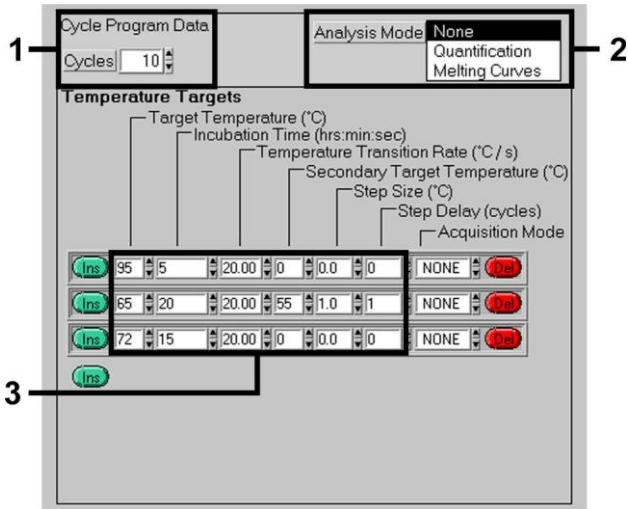 Cycle Program Data
Cycles 10
Analysis Mode None
Quantification
Melting Curves
1
2
Temperature Targets
Target Temperature (°C)
Incubation Time (hrs:min:sec)
Temperature Transition Rate (°C / s)
Secondary Target Temperature (°C)
Step Size (°C)
Step Delay (cycles)
Acquisition Mode
Ins 95 5 20.00 0 0.0 0 NONE Del
Ins 65 20 20.00 55 1.0 1 NONE Del
Ins 72 15 20.00 0 0.0 0 NONE Del
Ins
3